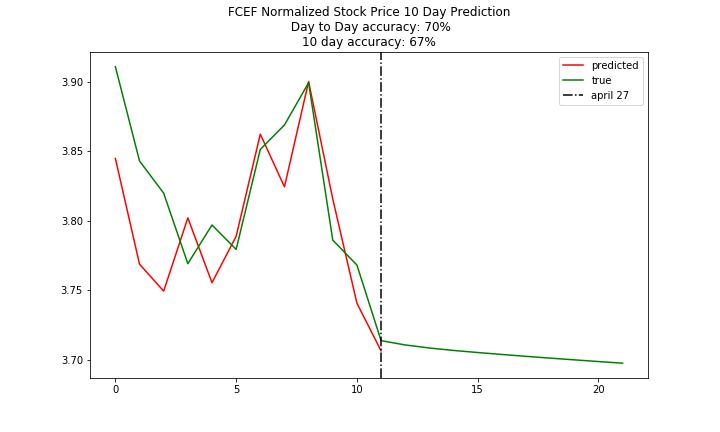 FCEF Normalized Stock Price 10 Day Prediction
Day to Day accuracy: 70%
10 day accuracy: 67%
predicted
true
april 27
3.90
3.85
3.80
3.75
3.70
0
5
10
15
20